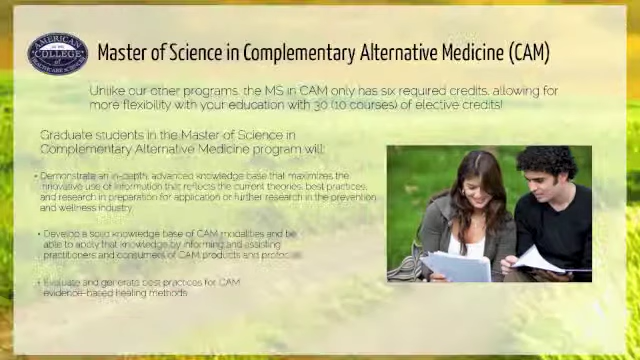 AMERICAN
COLLEGE
of
HEALTHCARE SCIENCES
Master of Science in Complementary Alternative Medicine (CAM)
Unlike our other programs, the MS in CAM only has six required credits, allowing for
more flexibility with your education with 30 (10 courses) of elective credits!
Graduate students in the Master of Science in
Complementary Alternative Medicine program will:
• Demonstrate an in-depth, advanced knowledge base that maximizes the
innovative use of information that reflects the current theories, best practices,
and research in preparation for application or further research in the prevention
and wellness industry
• Develop a solid knowledge base of CAM modalities and be
able to apply that knowledge by informing and assisting
practitioners and consumers of CAM products and
• Evaluate and generate best practices for CAM
evidence-based healing methods